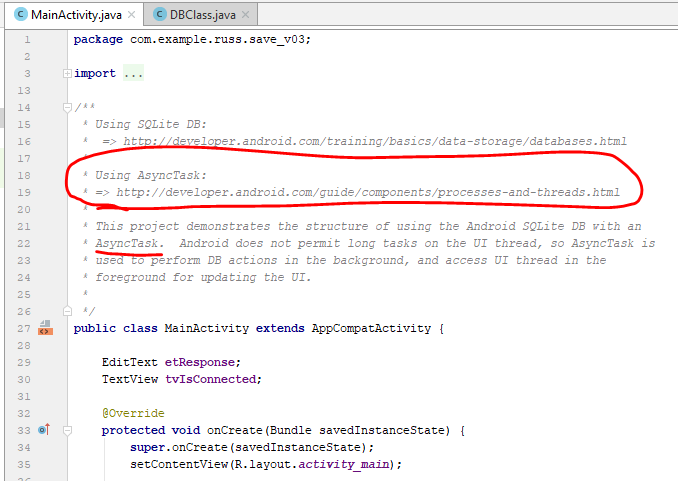 MainActivity.java × DBClass.java ×
1 package com.example.russ.save_v03;
2
3 import ...
13
14 /**
15 * Using SQLite DB:
16 * => http://developer.android.com/training/basics/data-storage/databases.html
17 *
18 * Using AsyncTask:
19 * => http://developer.android.com/guide/components/processes-and-threads.html
20 *
21 * This project demonstrates the structure of using the Android SQLite DB with an
22 * AsyncTask. Android does not permit long tasks on the UI thread, so AsyncTask is
23 * used to perform DB actions in the background, and access UI thread in the
24 * foreground for updating the UI.
25 *
26 */
27 public class MainActivity extends AppCompatActivity {
28
29 EditText etResponse;
30 TextView tvIsConnected;
31
32 @Override
33 protected void onCreate(Bundle savedInstanceState) {
34 super.onCreate(savedInstanceState);
35 setContentView(R.layout.activity_main);